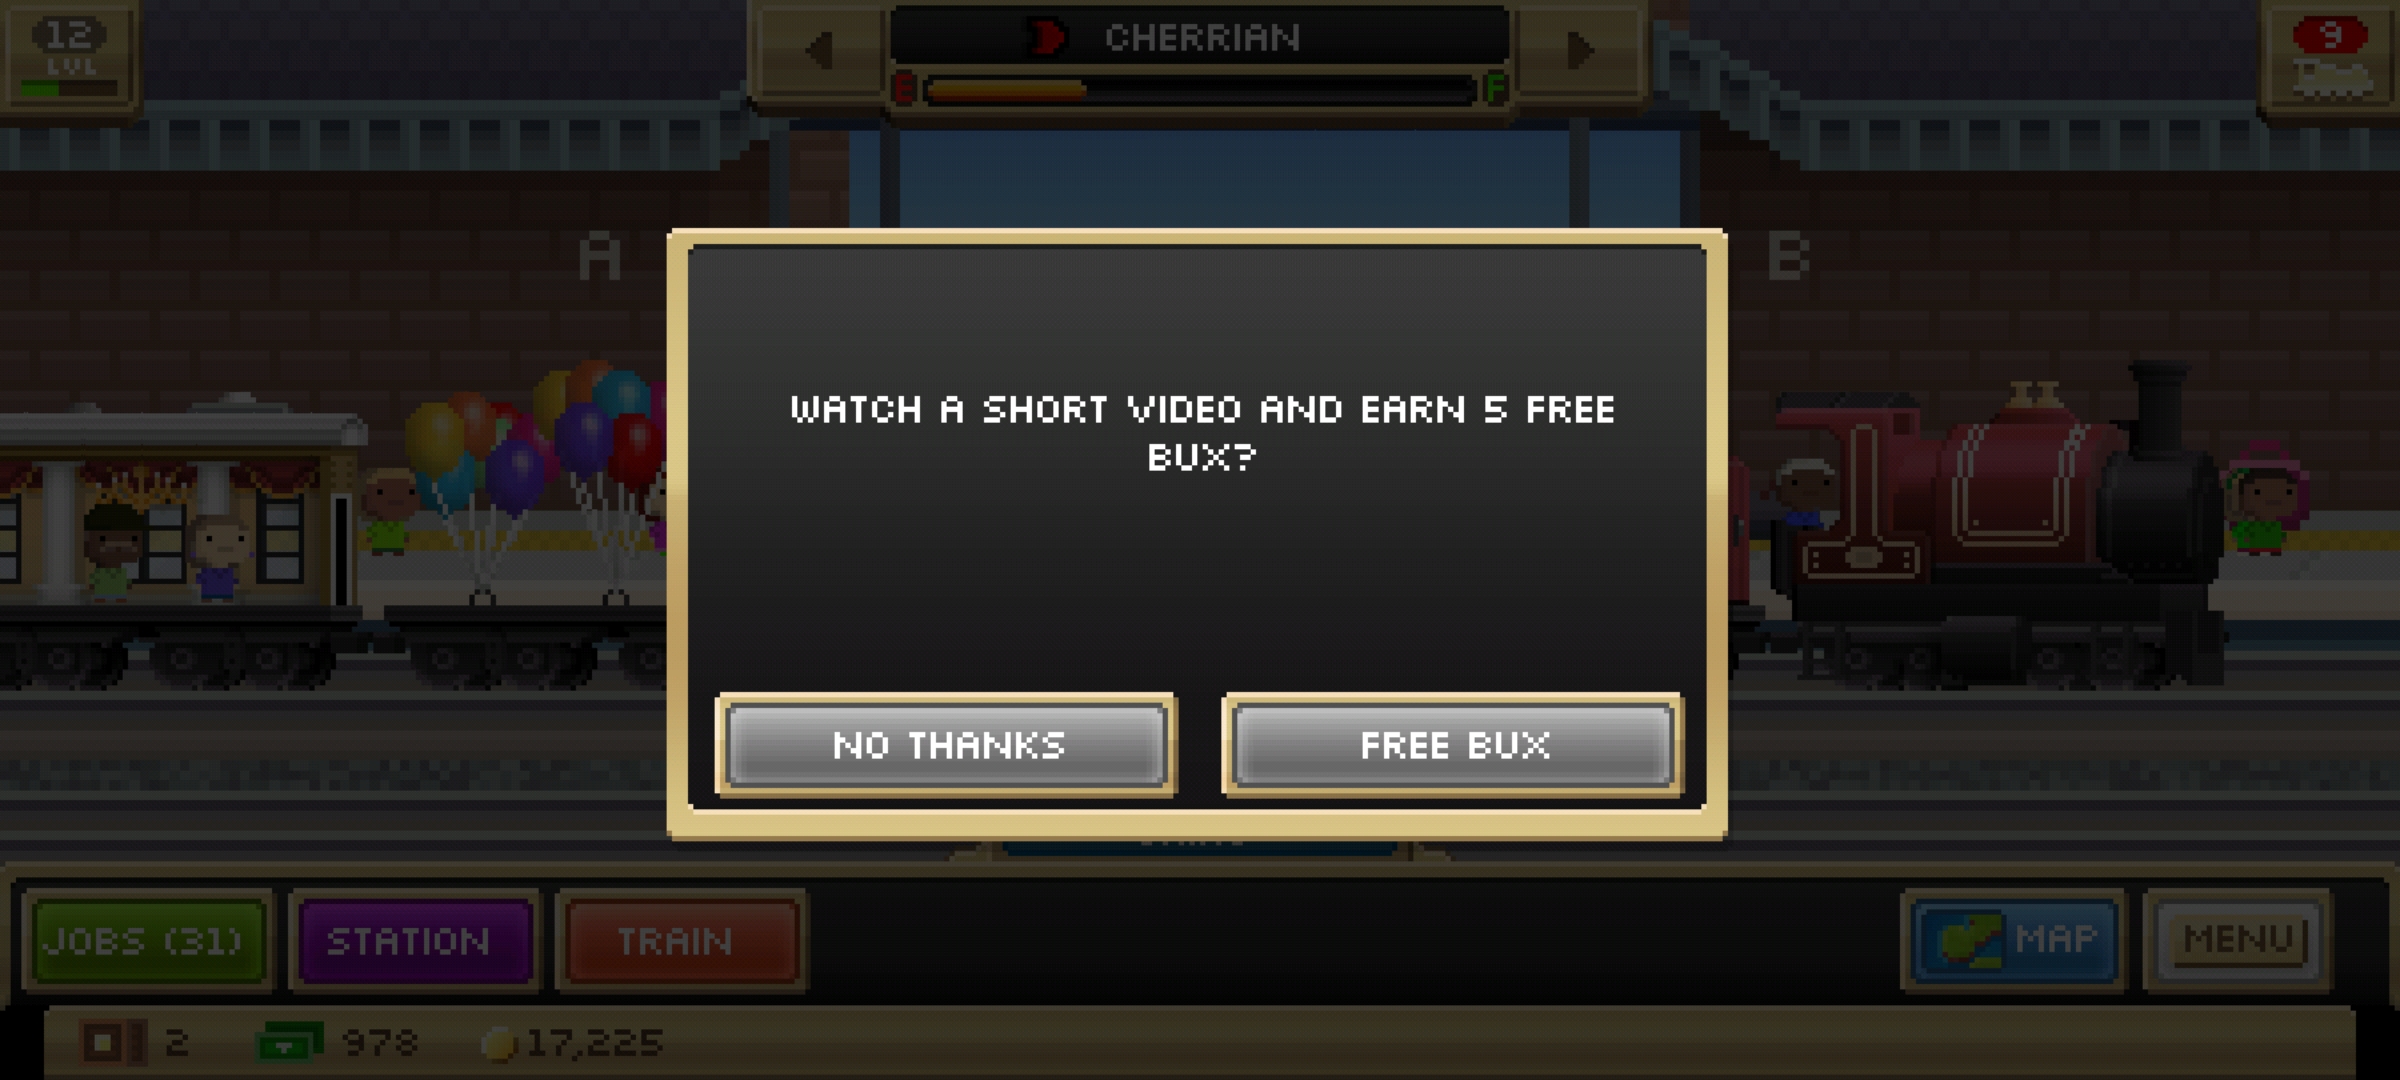 12
LVL
CHERRIAN
E F
9
A B
WATCH A SHORT VIDEO AND EARN 5 FREE
BUX?
NO THANKS FREE BUX
JOBS (31) STATION TRAIN MAP MENU
2 978 17,225